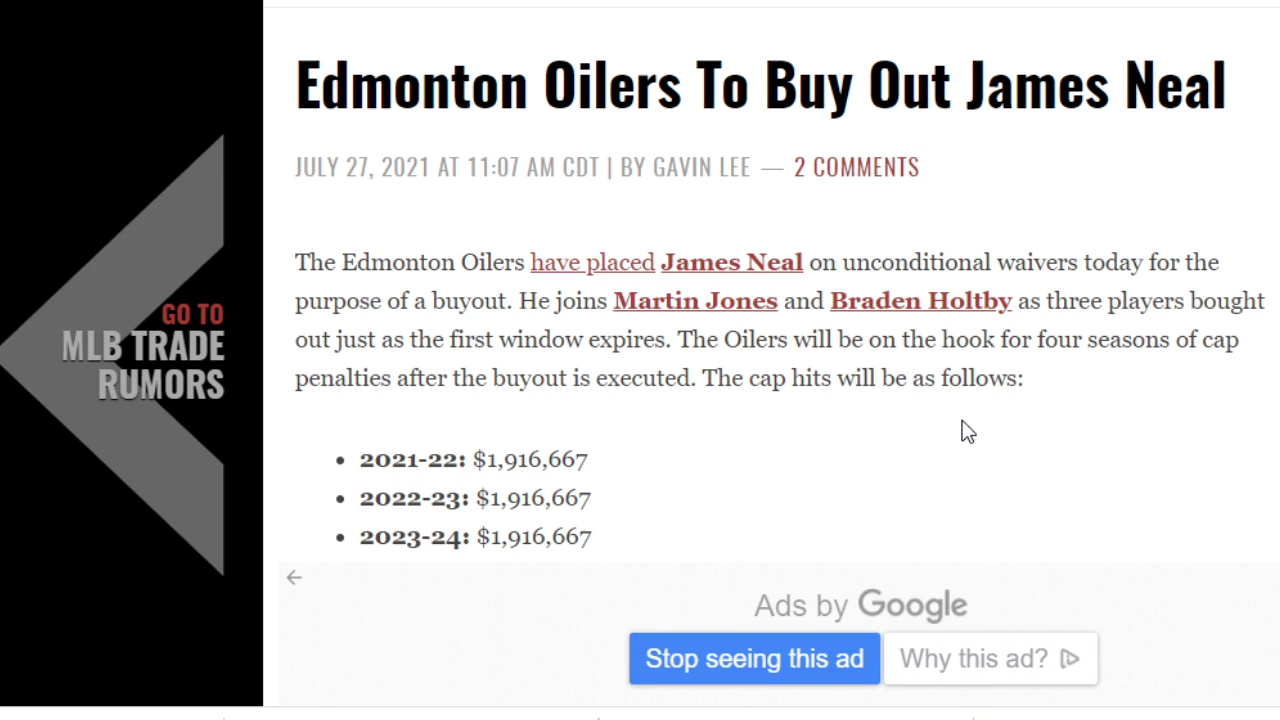 Edmonton Oilers To Buy Out James Neal
JULY 27, 2021 AT 11:07 AM CDT | BY GAVIN LEE — 2 COMMENTS
The Edmonton Oilers have placed James Neal on unconditional waivers today for the
purpose of a buyout. He joins Martin Jones and Braden Holtby as three players bought
out just as the first window expires. The Oilers will be on the hook for four seasons of cap
penalties after the buyout is executed. The cap hits will be as follows:
GO TO
MLB TRADE
RUMORS
• 2021-22: $1,916,667
• 2022-23: $1,916,667
• 2023-24: $1,916,667
Ads by Google
Stop seeing this ad
Why this ad?